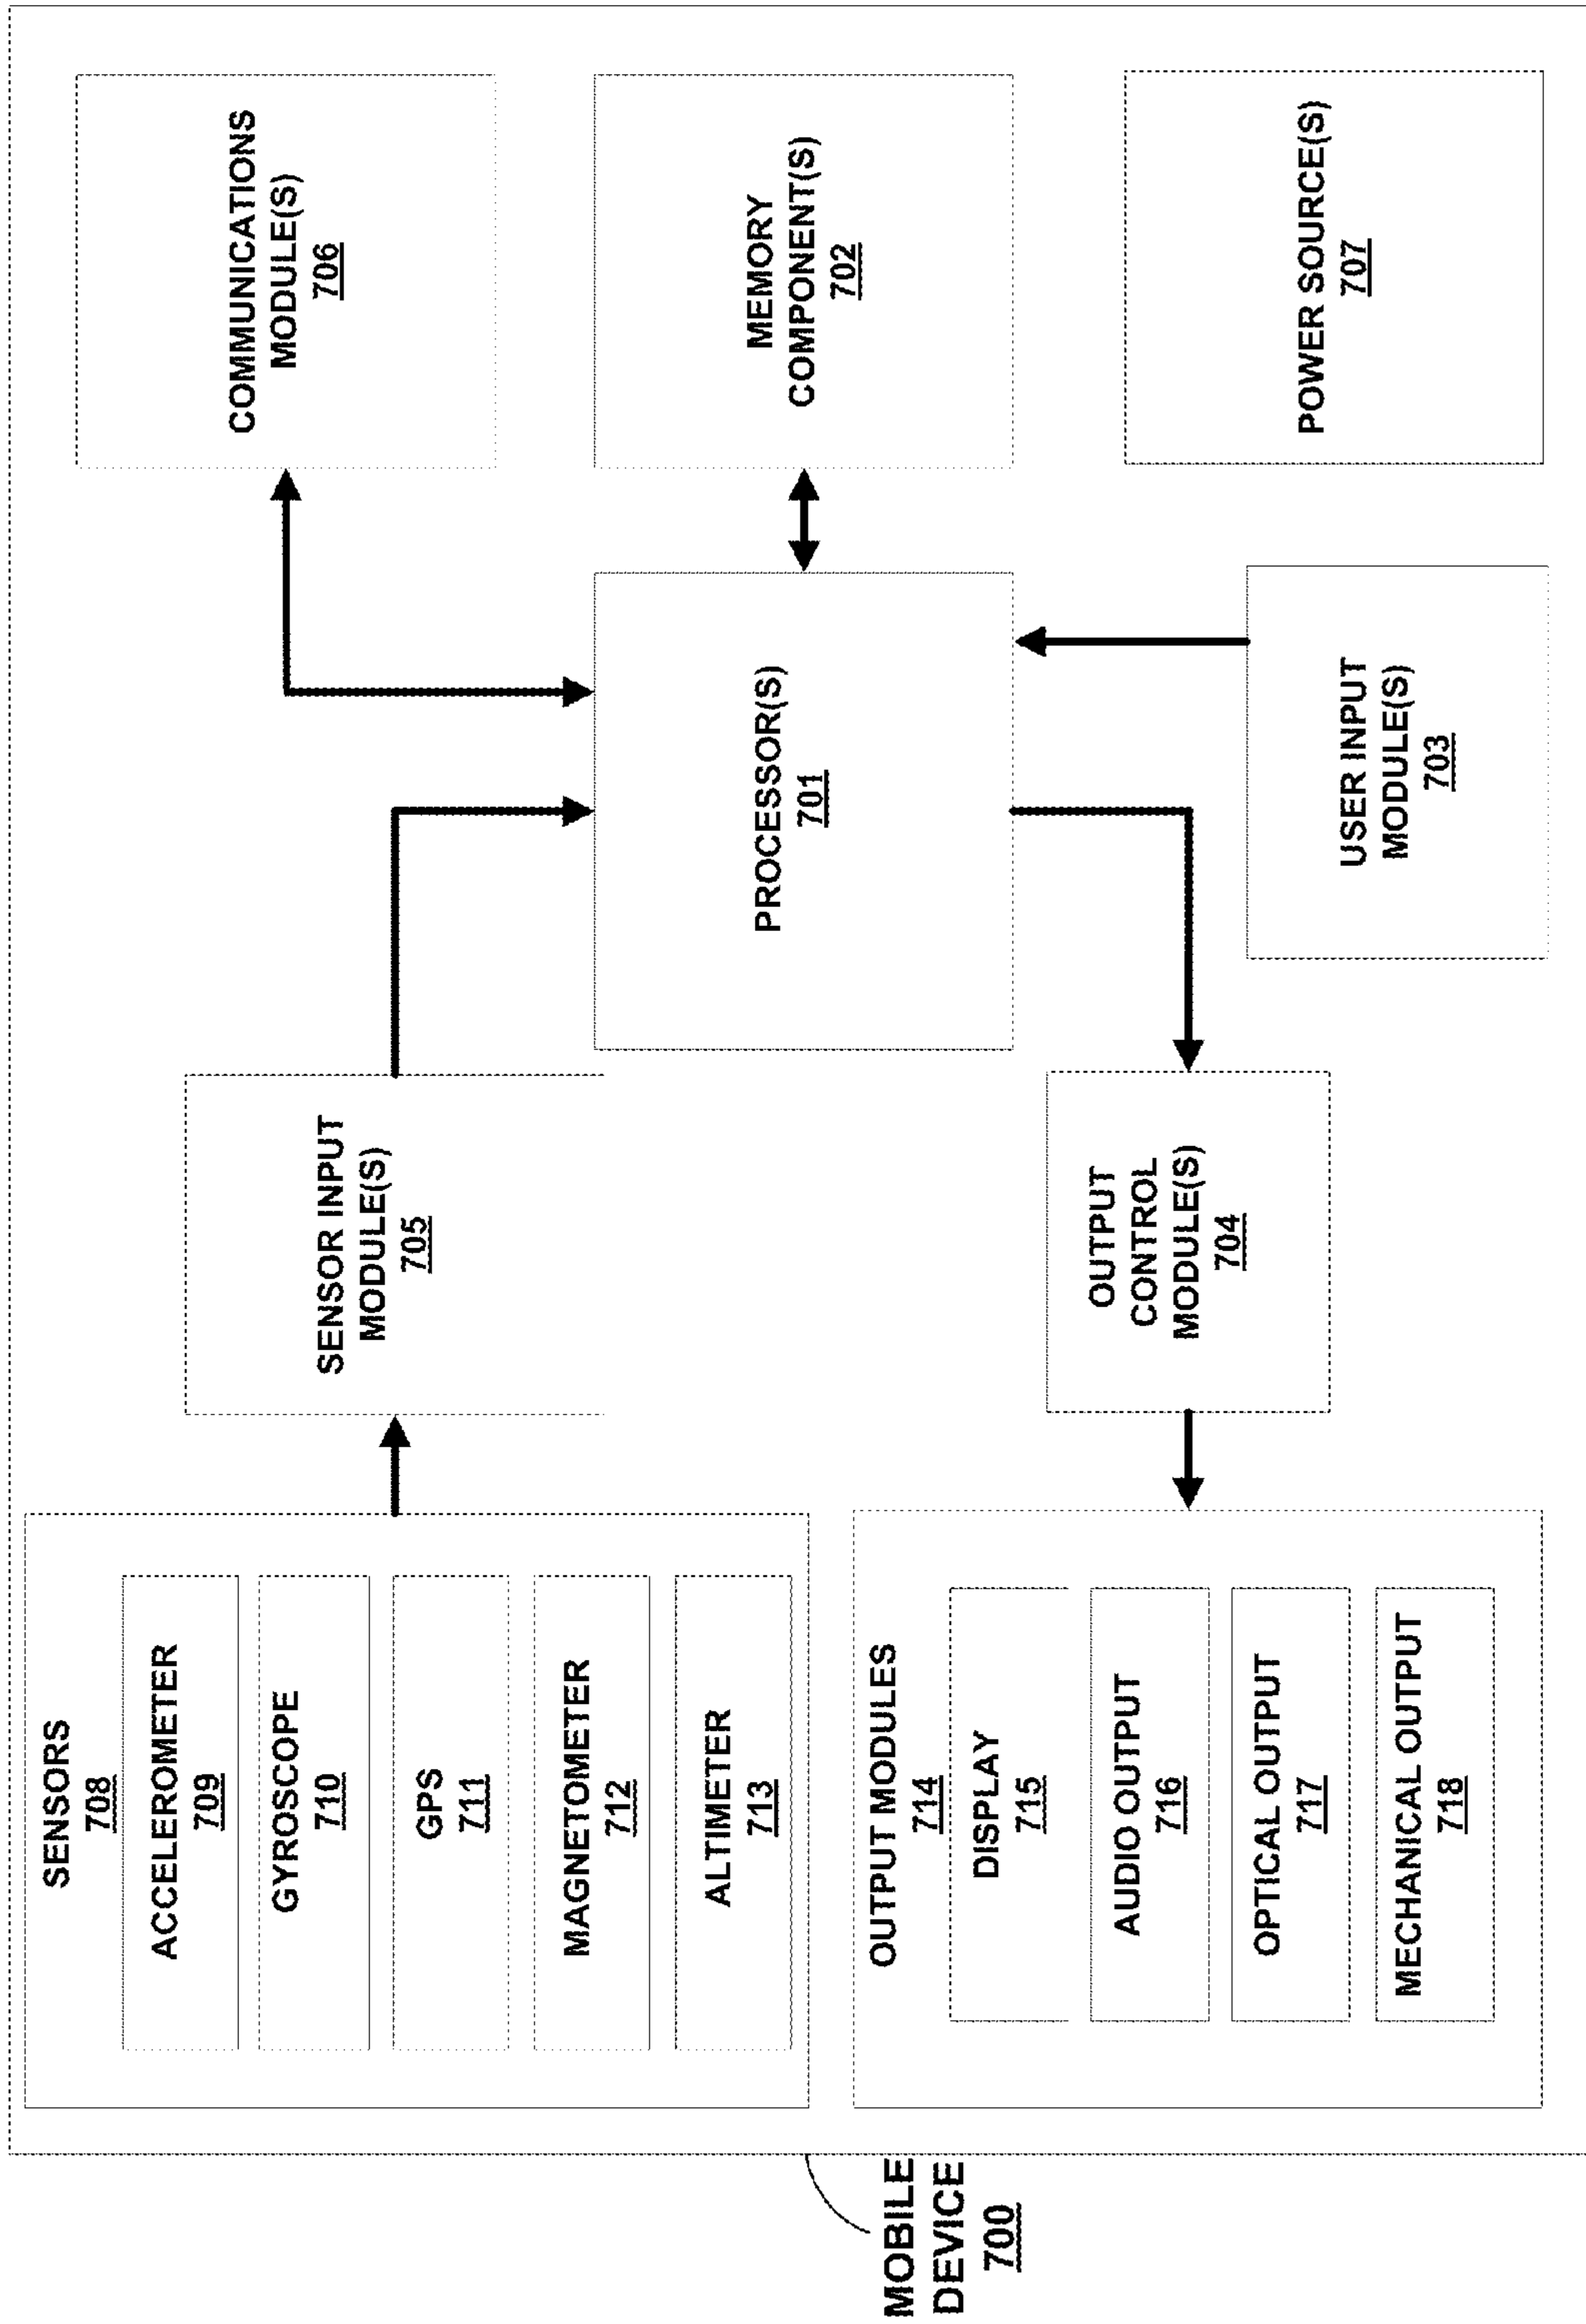 MOBILE
DEVICE
700
SENSORS
708
ACCELEROMETER
709
GYROSCOPE
710
GPS
711
MAGNETOMETER
712
ALTIMETER
713
OUTPUT MODULES
714
DISPLAY
715
AUDIO OUTPUT
716
OPTICAL OUTPUT
717
MECHANICAL OUTPUT
718
SENSOR INPUT
MODULE(S)
705
OUTPUT
CONTROL
MODULE(S)
704
PROCESSOR(S)
701
USER INPUT
MODULE(S)
703
COMMUNICATIONS
MODULE(S)
706
MEMORY
COMPONENT(S)
702
POWER SOURCE(S)
707